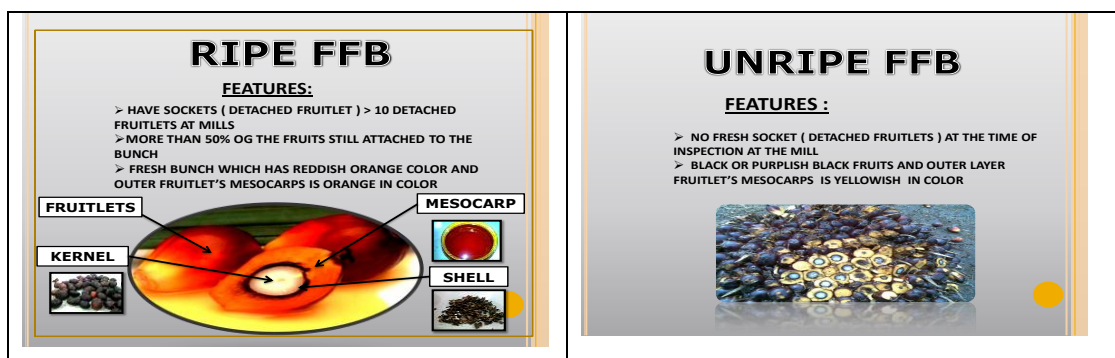 RIPE FFB
FEATURES:
➢ HAVE SOCKETS ( DETACHED FRUITLET ) > 10 DETACHED
FRUITLETS AT MILLS
➢MORE THAN 50% OG THE FRUITS STILL ATTACHED TO THE
BUNCH
➢ FRESH BUNCH WHICH HAS REDDISH ORANGE COLOR AND
OUTER FRUITLET'S MESOCARPS IS ORANGE IN COLOR
FRUITLETS
MESOCARP
KERNEL
SHELL
UNRIPE FFB
FEATURES :
➢ NO FRESH SOCKET ( DETACHED FRUITLETS ) AT THE TIME OF
INSPECTION AT THE MILL
➢ BLACK OR PURPLISH BLACK FRUITS AND OUTER LAYER
FRUITLET'S MESOCARPS IS YELLOWISH IN COLOR